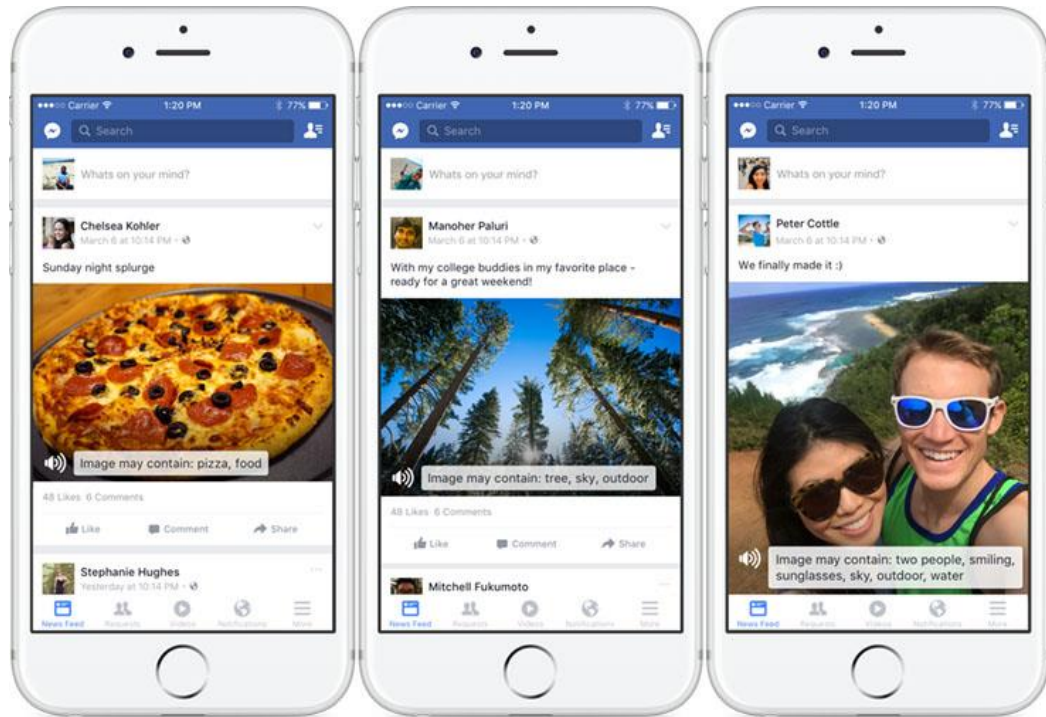 Carrier 1:20 PM 77%
Search
Whats on your mind?
Chelsea Kohler
March 6 at 10:14 PM •
Sunday night splurge
Image may contain: pizza, food
48 Likes 6 Comments
Like Comment Share
Stephanie Hughes
Yesterday at 10:14 PM •
News Feed Requests Videos Notifications More
Carrier 1:20 PM 77%
Search
Whats on your mind?
Manoher Paluri
March 6 at 10:14 PM •
With my college buddies in my favorite place -
ready for a great weekend!
Image may contain: tree, sky, outdoor
48 Likes 6 Comments
Like Comment Share
Mitchell Fukumoto
News Feed Requests Videos Notifications More
Carrier 1:20 PM 77%
Search
Whats on your mind?
Peter Cottle
March 6 at 10:14 PM •
We finally made it :)
Image may contain: two people, smiling,
sunglasses, sky, outdoor, water
News Feed Requests Videos Notifications More